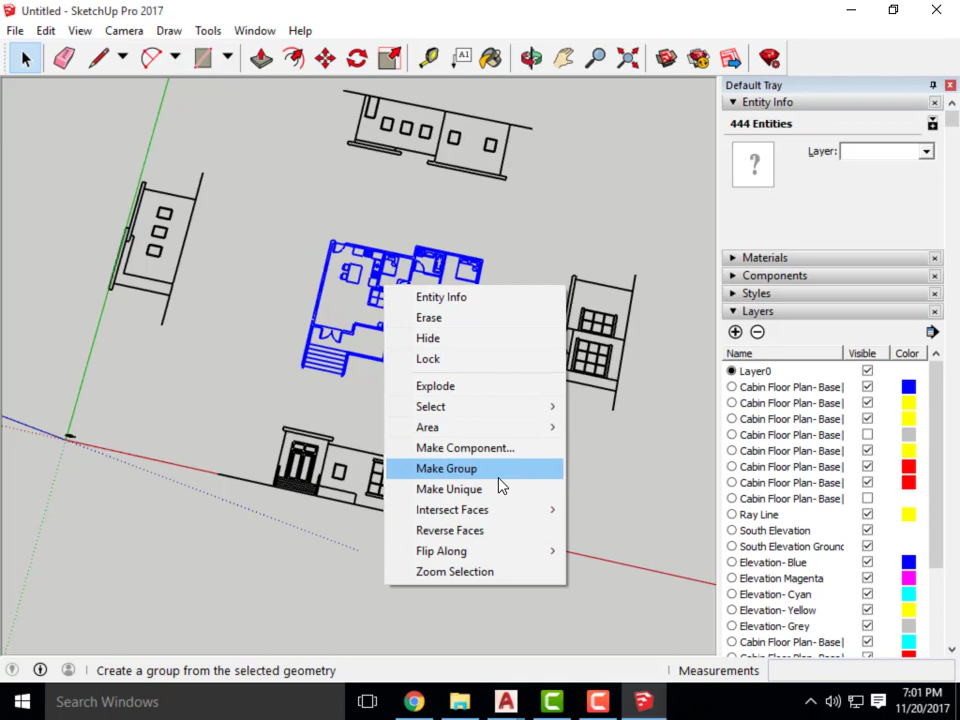 Untitled - SketchUp Pro 2017
File Edit View Camera Draw Tools Window Help
A1
Default Tray
Entity Info
444 Entities
?
Layer:
Materials
Components
Styles
Layers
Name Visible Color
Layer0
Cabin Floor Plan- Base
Cabin Floor Plan- Base
Cabin Floor Plan- Base
Cabin Floor Plan- Base
Cabin Floor Plan- Base
Cabin Floor Plan- Base
Cabin Floor Plan- Base
Cabin Floor Plan- Base
Ray Line
South Elevation
South Elevation Ground
Elevation- Blue
Elevation Magenta
Elevation- Cyan
Elevation- Yellow
Elevation- Grey
Cabin Floor Plan- Base
Entity Info
Erase
Hide
Lock
Explode
Select
Area
Make Component...
Make Group
Make Unique
Intersect Faces
Reverse Faces
Flip Along
Zoom Selection
Create a group from the selected geometry
Measurements
Search Windows
7:01 PM
11/20/2017